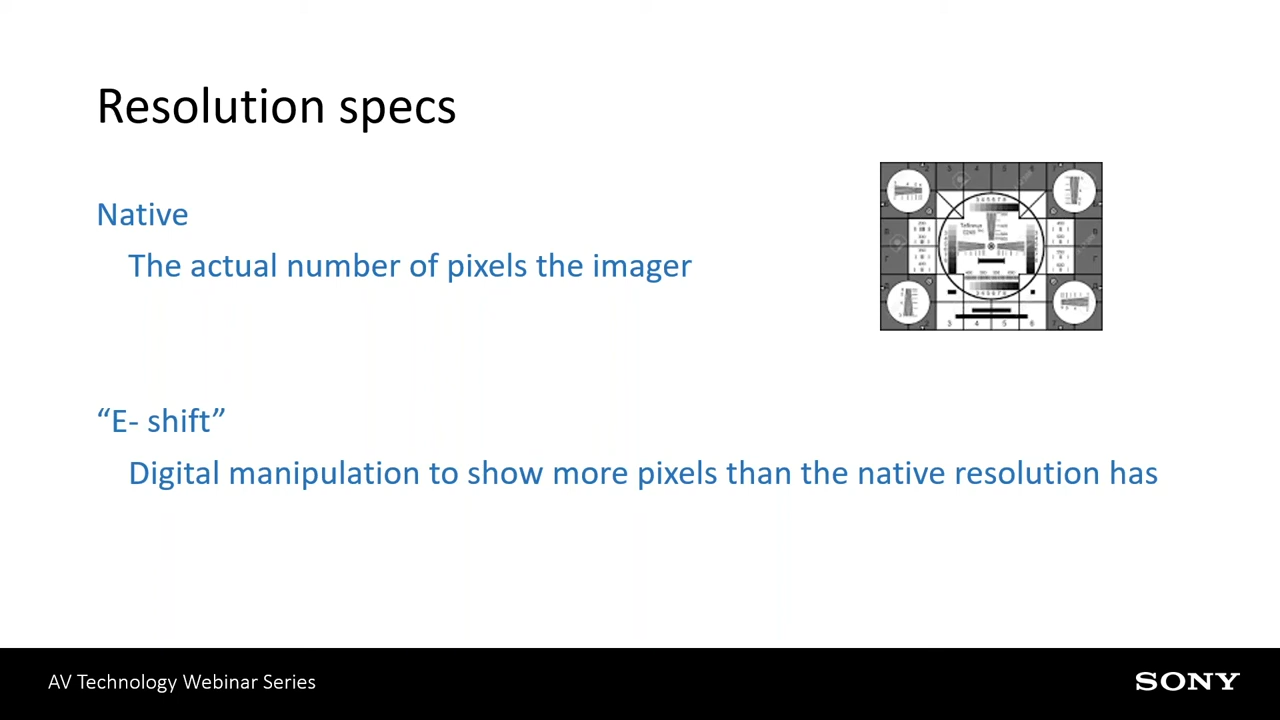 Resolution specs
Native
The actual number of pixels the imager
“E- shift”
Digital manipulation to show more pixels than the native resolution has
AV Technology Webinar Series
SONY